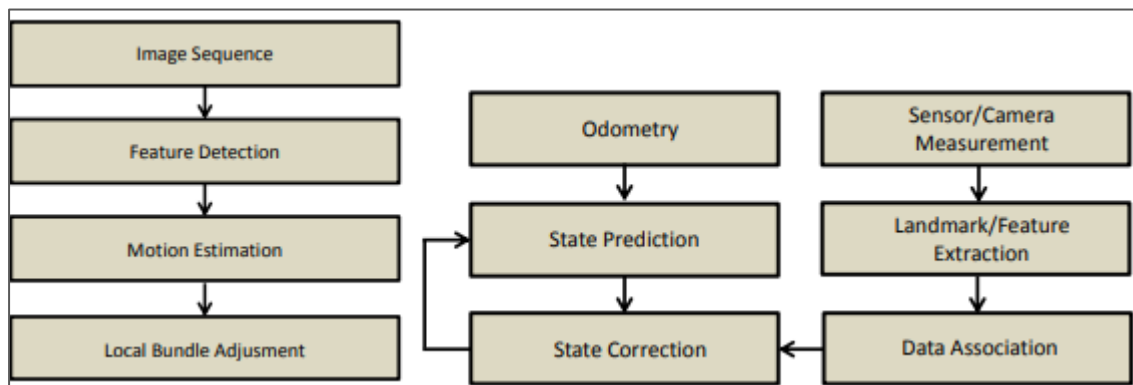 Image Sequence
Feature Detection
Motion Estimation
Local Bundle Adjusment
Odometry
State Prediction
State Correction
Sensor/Camera
Measurement
Landmark/Feature
Extraction
Data Association